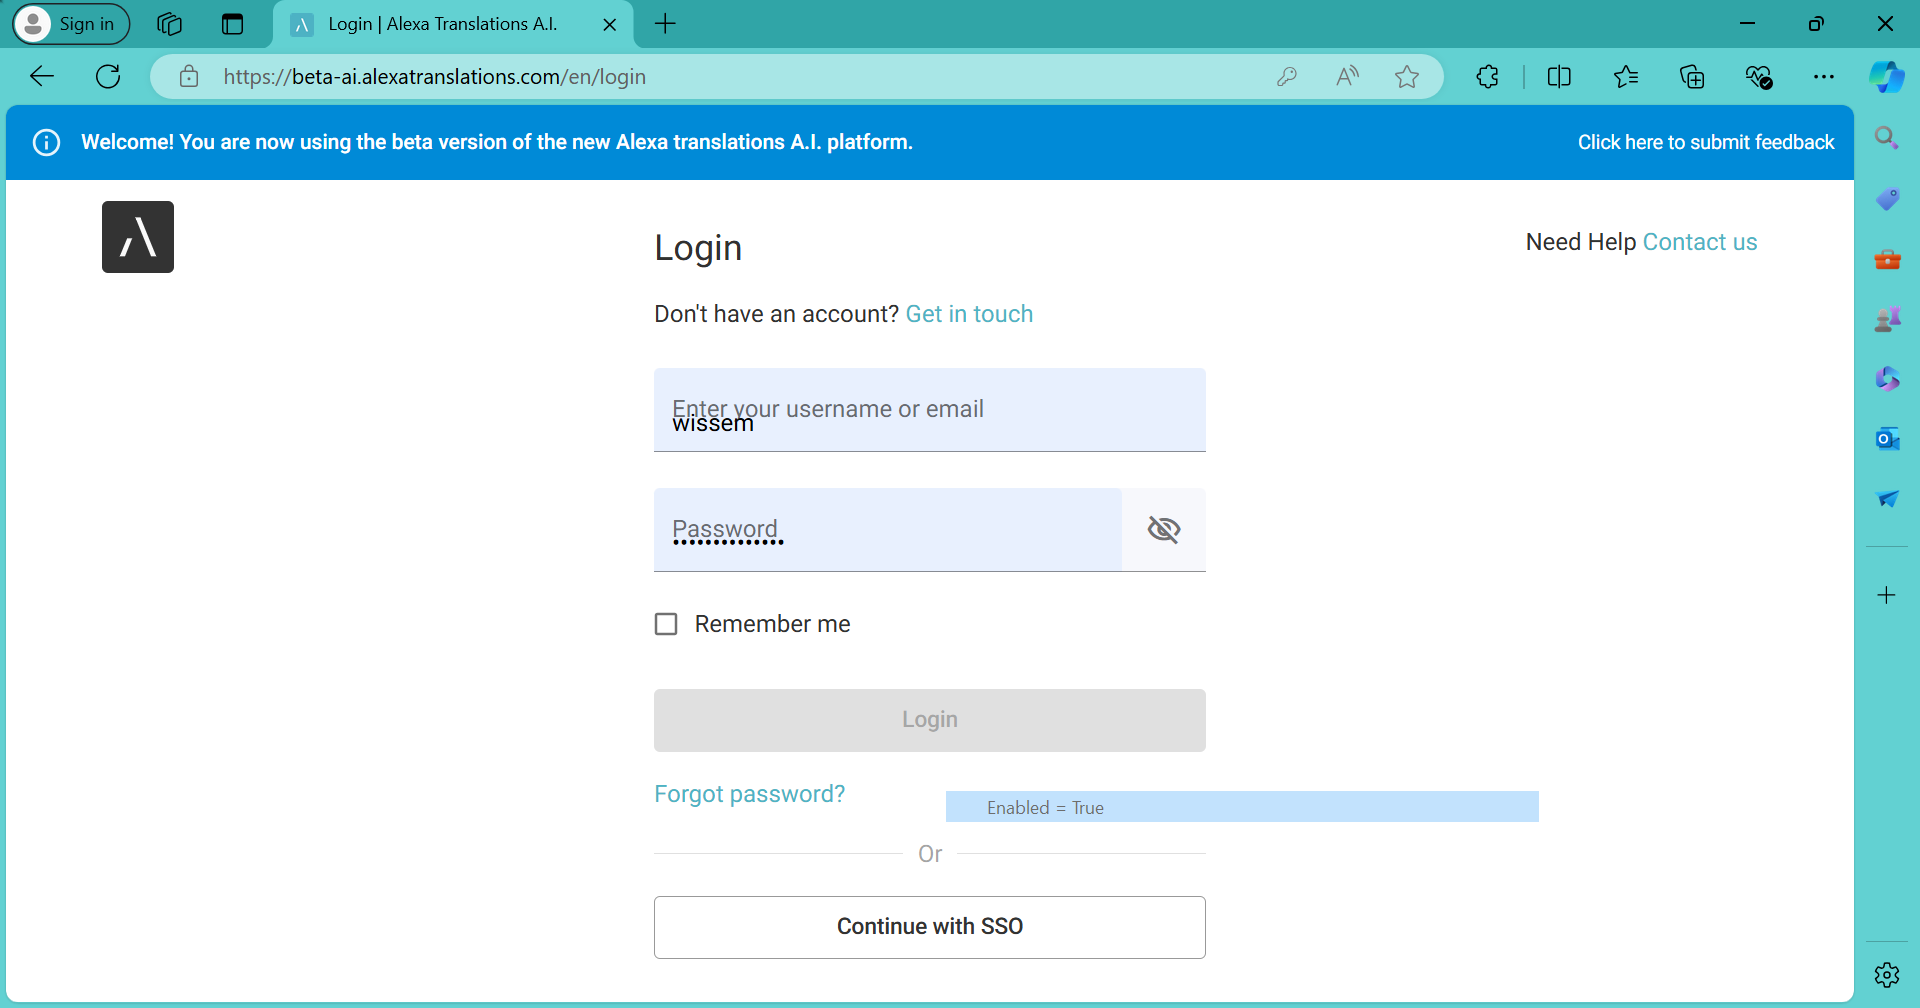 Sign in
Login | Alexa Translations A.I.
https://beta-ai.alexatranslations.com/en/login
Welcome! You are now using the beta version of the new Alexa translations A.I. platform.
Click here to submit feedback
Login
Need Help Contact us
Don't have an account? Get in touch
Enter your username or email
wissem
Password
••••••••••••••
Remember me
Login
Forgot password?
Enabled = True
Or
Continue with SSO